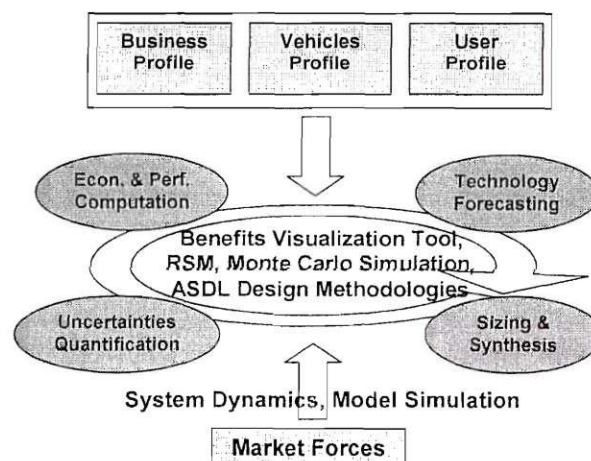 Business
Profile
Vehicles
Profile
User
Profile
Econ. & Perf.
Computation
Technology
Forecasting
Benefits Visualization Tool,
RSM, Monte Carlo Simulation,
ASDL Design Methodologies
Uncertainties
Quantification
Sizing &
Synthesis
System Dynamics, Model Simulation
Market Forces